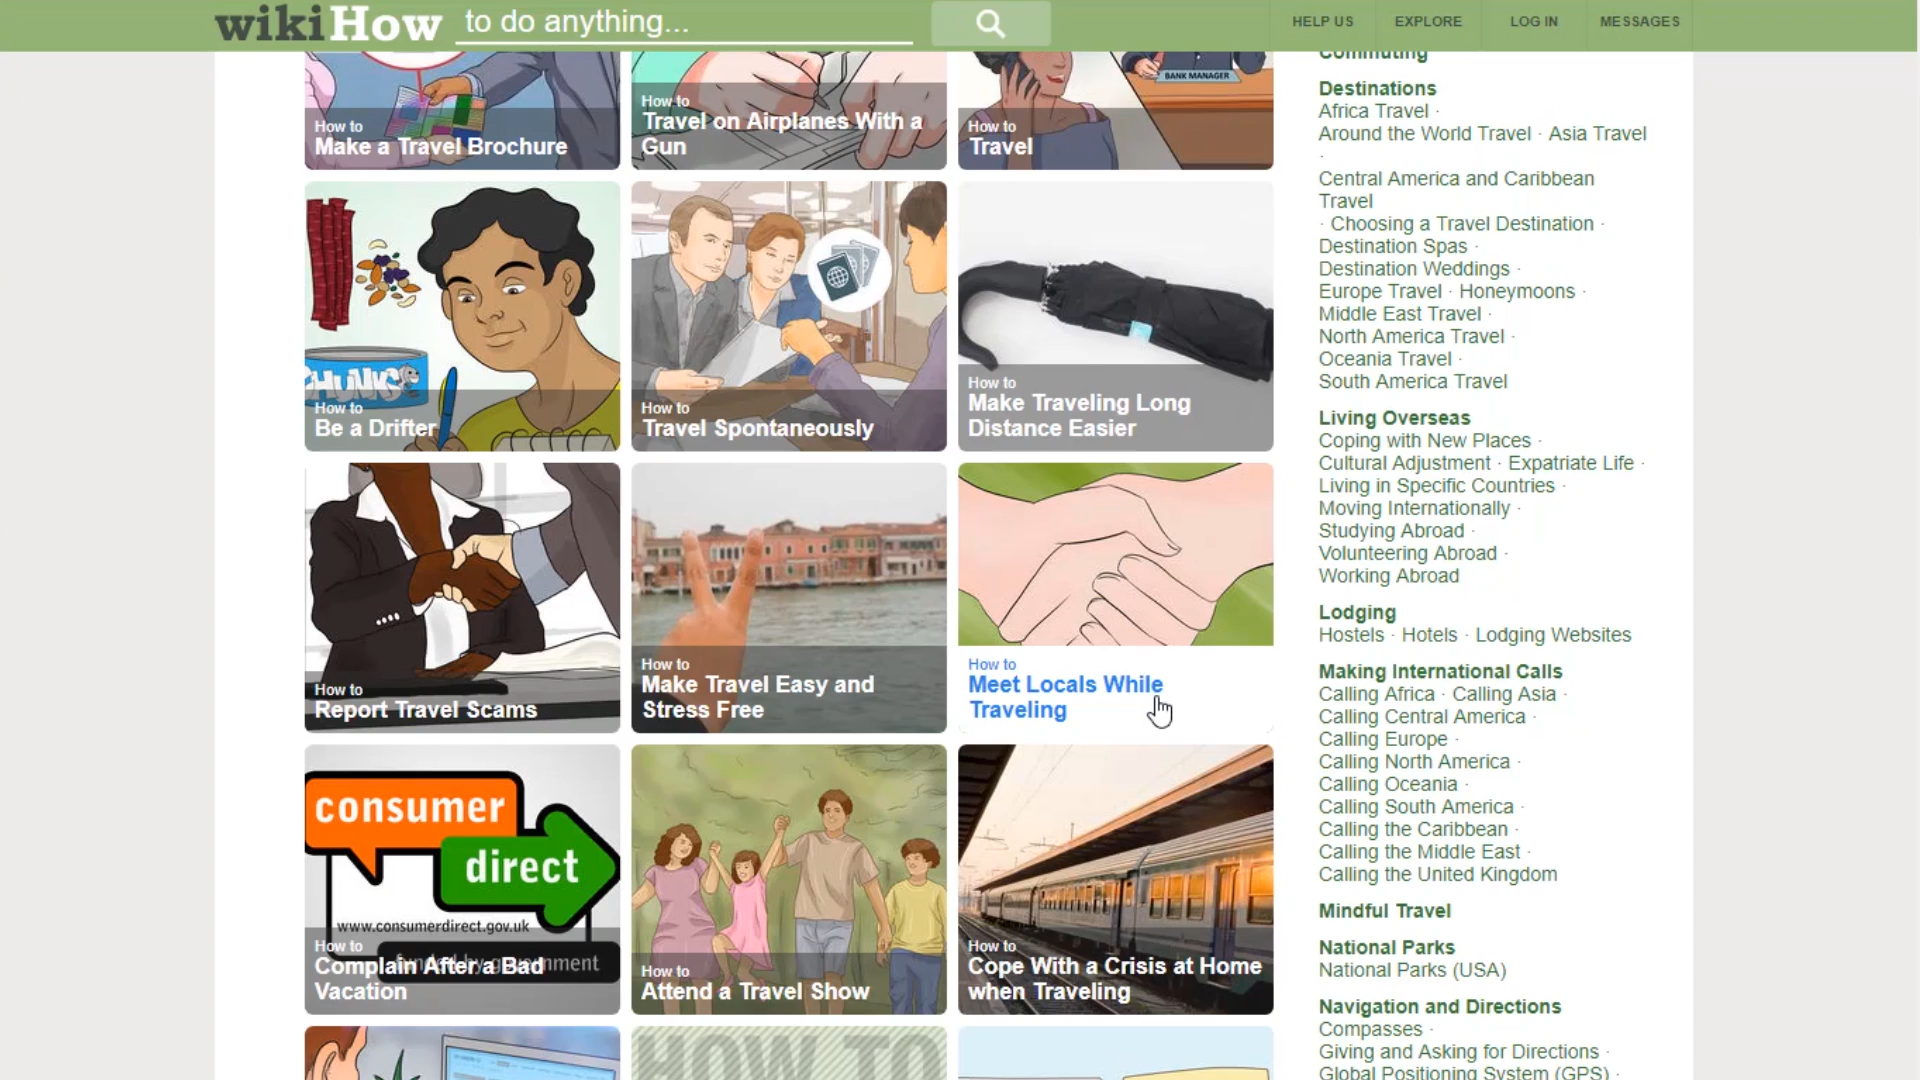 wikiHow to do anything...
HELP US
EXPLORE
LOG IN
MESSAGES
How to
Make a Travel Brochure
How to
Travel on Airplanes With a
Gun
BANK MANAGER
How to
Travel
CHUNKS
How to
Be a Drifter
How to
Travel Spontaneously
How to
Make Traveling Long
Distance Easier
How to
Report Travel Scams
How to
Make Travel Easy and
Stress Free
How to
Meet Locals While
Traveling
consumer
direct
www.consumerdirect.gov.uk
funded by government
How to
Complain After a Bad
Vacation
How to
Attend a Travel Show
How to
Cope With a Crisis at Home
when Traveling
HOW TO
Commuting
Destinations
Africa Travel ·
Around the World Travel · Asia Travel
·
Central America and Caribbean
Travel
· Choosing a Travel Destination ·
Destination Spas ·
Destination Weddings ·
Europe Travel · Honeymoons ·
Middle East Travel ·
North America Travel ·
Oceania Travel ·
South America Travel
Living Overseas
Coping with New Places ·
Cultural Adjustment · Expatriate Life ·
Living in Specific Countries ·
Moving Internationally ·
Studying Abroad ·
Volunteering Abroad ·
Working Abroad
Lodging
Hostels · Hotels · Lodging Websites
Making International Calls
Calling Africa · Calling Asia ·
Calling Central America ·
Calling Europe ·
Calling North America ·
Calling Oceania ·
Calling South America ·
Calling the Caribbean ·
Calling the Middle East ·
Calling the United Kingdom
Mindful Travel
National Parks
National Parks (USA)
Navigation and Directions
Compasses ·
Giving and Asking for Directions ·
Global Positioning System (GPS) ·